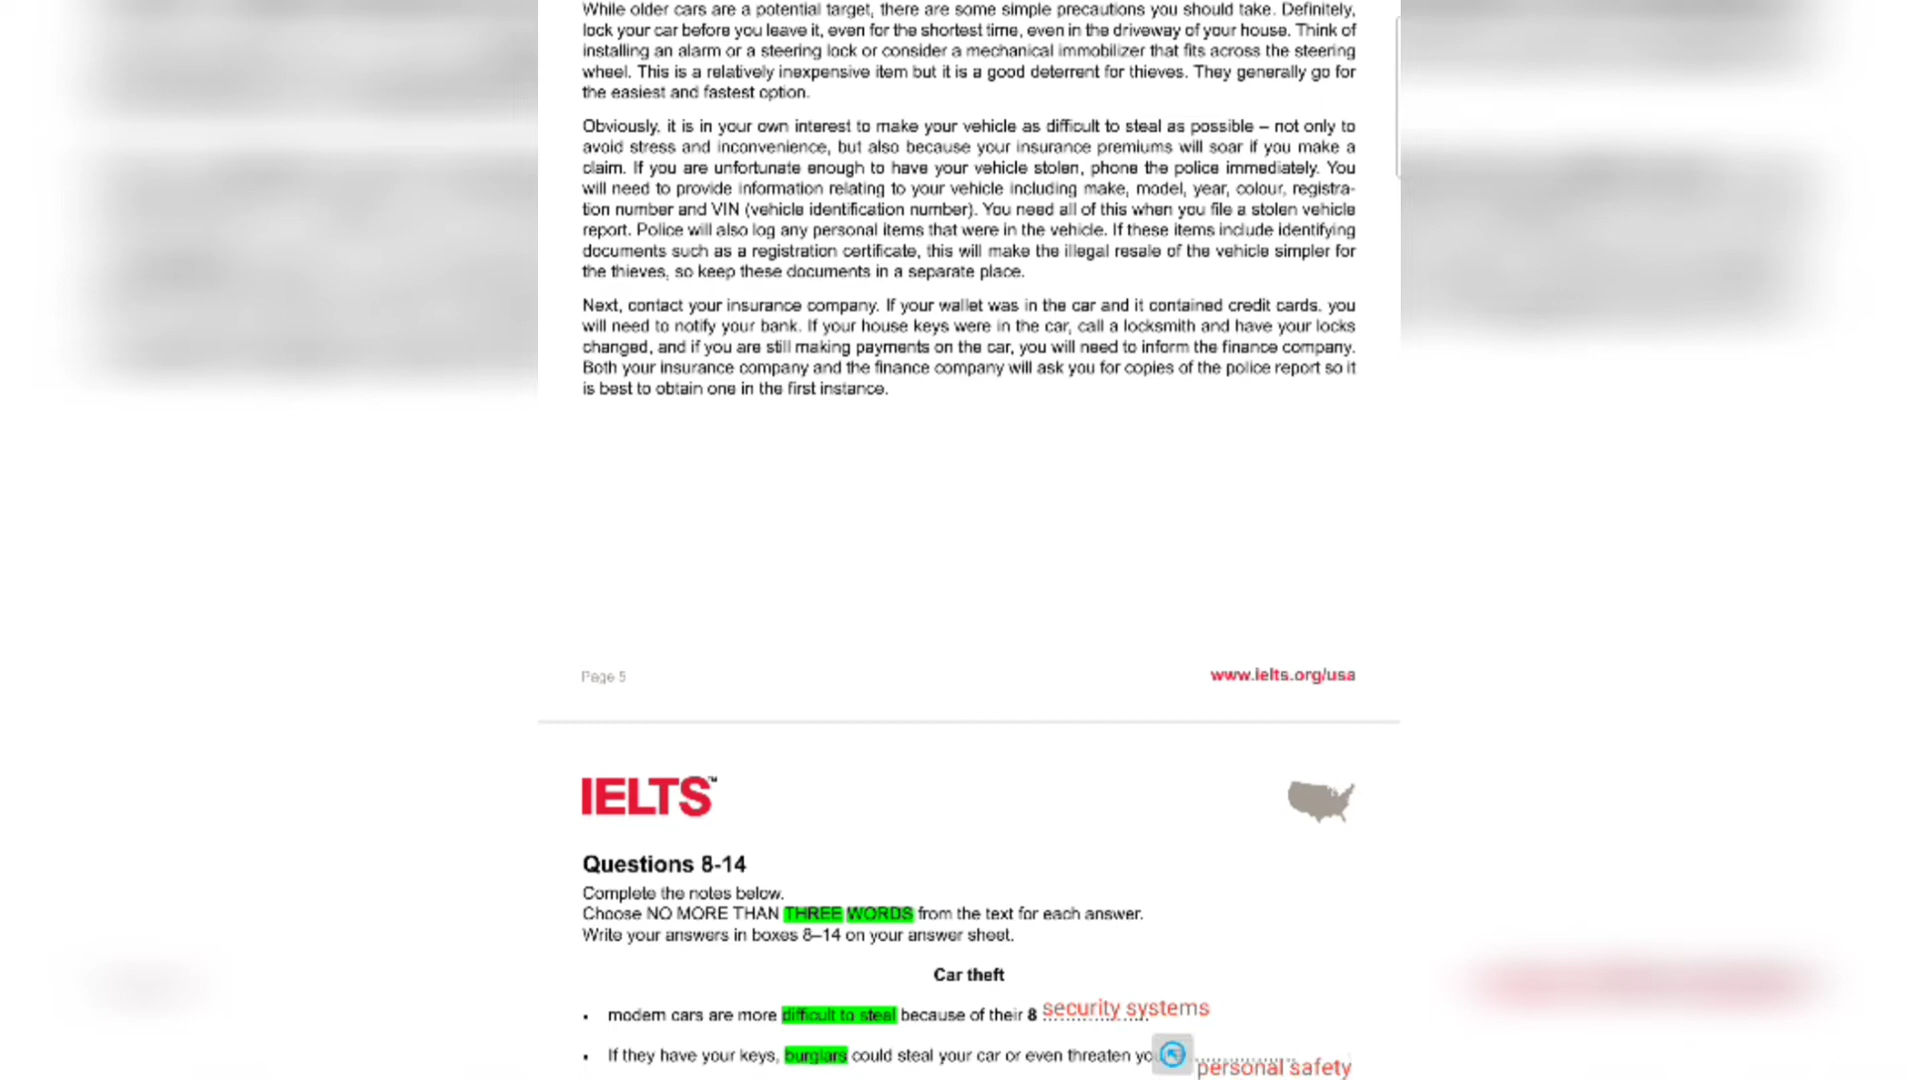 While older cars are a potential target, there are some simple precautions you should take. Definitely,
lock your car before you leave it, even for the shortest time, even in the driveway of your house. Think of
installing an alarm or a steering lock or consider a mechanical immobilizer that fits across the steering
wheel. This is a relatively inexpensive item but it is a good deterrent for thieves. They generally go for
the easiest and fastest option.
Obviously, it is in your own interest to make your vehicle as difficult to steal as possible – not only to
avoid stress and inconvenience, but also because your insurance premiums will soar if you make a
claim. If you are unfortunate enough to have your vehicle stolen, phone the police immediately. You
will need to provide information relating to your vehicle including make, model, year, colour, registra-
tion number and VIN (vehicle identification number). You need all of this when you file a stolen vehicle
report. Police will also log any personal items that were in the vehicle. If these items include identifying
documents such as a registration certificate, this will make the illegal resale of the vehicle simpler for
the thieves, so keep these documents in a separate place.
Next, contact your insurance company. If your wallet was in the car and it contained credit cards, you
will need to notify your bank. If your house keys were in the car, call a locksmith and have your locks
changed, and if you are still making payments on the car, you will need to inform the finance company.
Both your insurance company and the finance company will ask you for copies of the police report so it
is best to obtain one in the first instance.
Page 5
www.ielts.org/usa
IELTS™
Questions 8-14
Complete the notes below.
Choose NO MORE THAN THREE WORDS from the text for each answer.
Write your answers in boxes 8–14 on your answer sheet.
Car theft
• modern cars are more difficult to steal because of their 8 security systems
• If they have your keys, burglars could steal your car or even threaten personal safety